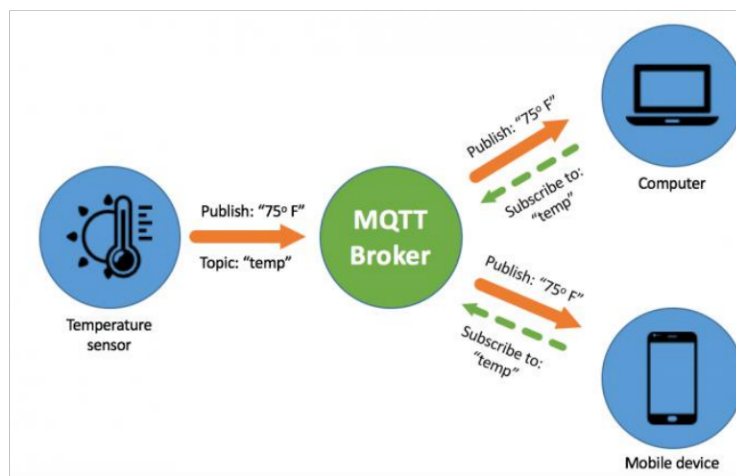 Publish: “75º F”
Topic: “temp”
Temperature
sensor
MQTT
Broker
Publish: “75º F”
Subscribe to:
“temp”
Computer
Publish: “75º F”
Subscribe to:
“temp”
Mobile device